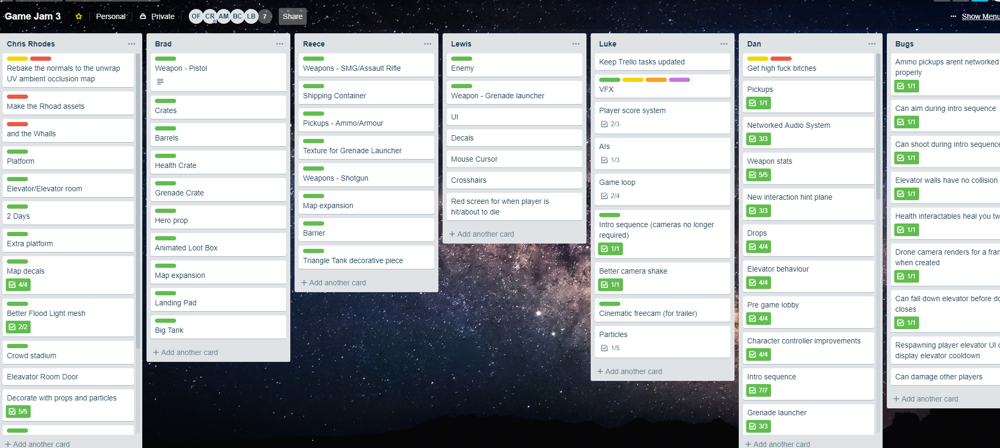 Game Jam 3
Personal
Private
OF CR AM BC LB 7
Share
Show Menu
Chris Rhodes
Rebake the normals to the unwrap
UV ambient occlusion map
Make the Rhoad assets
and the Whalls
Platform
Elevator/Elevator room
2 Days
Extra platform
Map decals
4/4
Better Flood Light mesh
2/2
Crowd stadium
Eleavator Room Door
Decorate with props and particles
5/5
+ Add another card
Brad
Weapon - Pistol
Crates
Barrels
Health Crate
Grenade Crate
Hero prop
Animated Loot Box
Map expansion
Landing Pad
Big Tank
+ Add another card
Reece
Weapons - SMG/Assault Rifle
Shipping Container
Pickups - Ammo/Armour
Texture for Grenade Launcher
Weapons - Shotgun
Map expansion
Barrier
Triangle Tank decorative piece
+ Add another card
Lewis
Enemy
Weapon - Grenade launcher
UI
Decals
Mouse Cursor
Crosshairs
Red screen for when player is
hit/about to die
+ Add another card
Luke
Keep Trello tasks updated
VFX
Player score system
2/3
AIs
1/3
Game loop
2/4
Intro sequence (cameras no longer
required)
1/1
Better camera shake
1/1
Cinematic freecam (for trailer)
Particles
1/5
+ Add another card
Dan
Get high fuck bitches
Pickups
1/1
Networked Audio System
3/3
Weapon stats
5/5
New interaction hint plane
3/3
Drops
4/4
Elevator behaviour
4/4
Pre game lobby
4/4
Character controller improvements
4/4
Intro sequence
7/7
Grenade launcher
3/3
+ Add another card
Bugs
Ammo pickups arent networked
properly
1/1
Can aim during intro sequence
1/1
Can shoot during intro sequence
1/1
Elevator walls have no collision
1/1
Health interactables heal you tw
1/1
Drone camera renders for a fran
when created
1/1
Can fall down elevator before do
closes
1/1
Respawning player elevator UI
display elevator cooldown
Can damage other players
+ Add another card